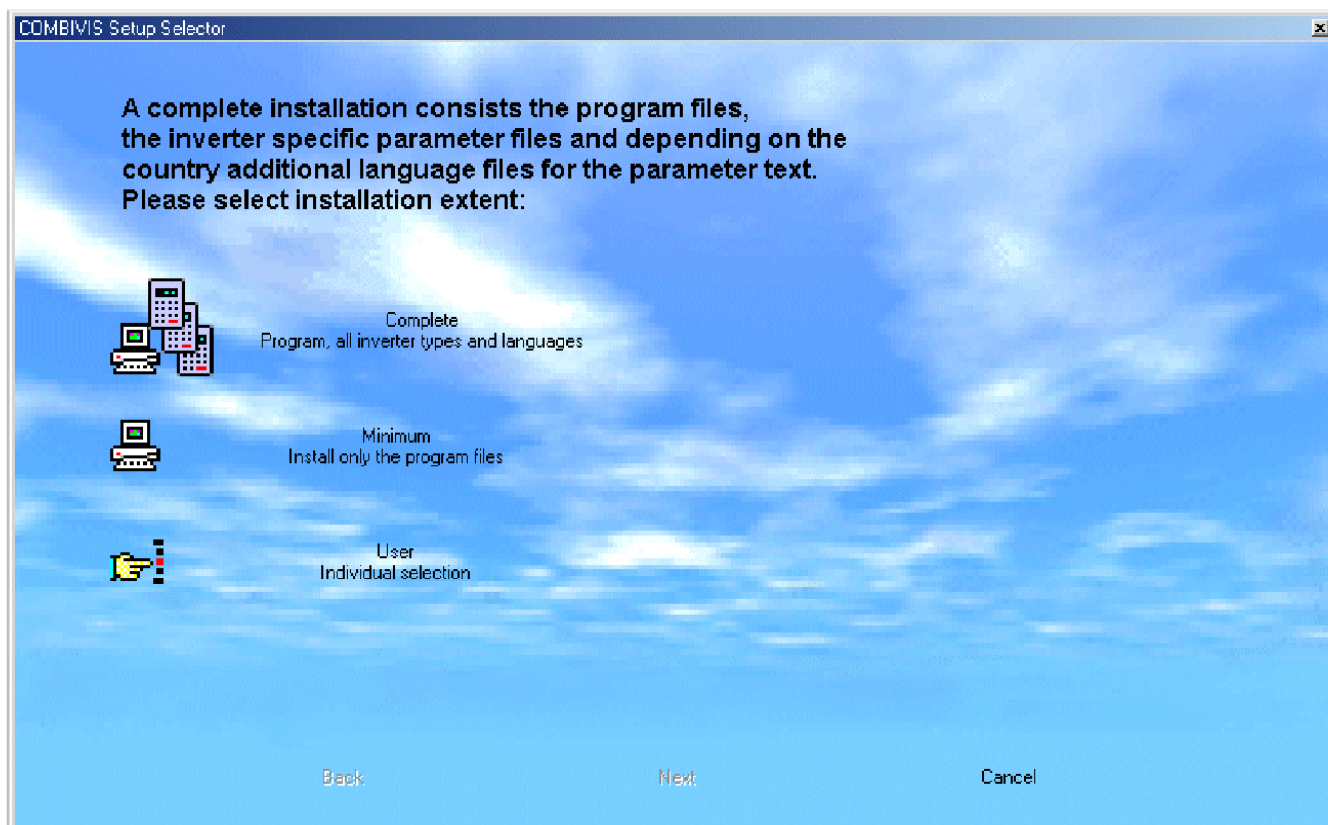 COMBIVIS Setup Selector
A complete installation consists the program files,
the inverter specific parameter files and depending on the
country additional language files for the parameter text.
Please select installation extent:
Complete
Program, all inverter types and languages
Minimum
Install only the program files
User
Individual selection
Back
Next
Cancel